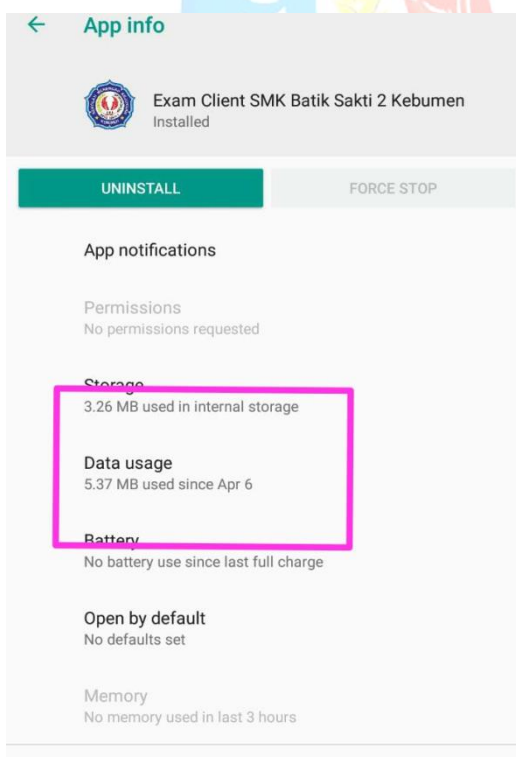 App info
Exam Client SMK Batik Sakti 2 Kebumen
Installed
UNINSTALL
FORCE STOP
App notifications
Permissions
No permissions requested
Storage
3.26 MB used in internal storage
Data usage
5.37 MB used since Apr 6
Battery
No battery use since last full charge
Open by default
No defaults set
Memory
No memory used in last 3 hours